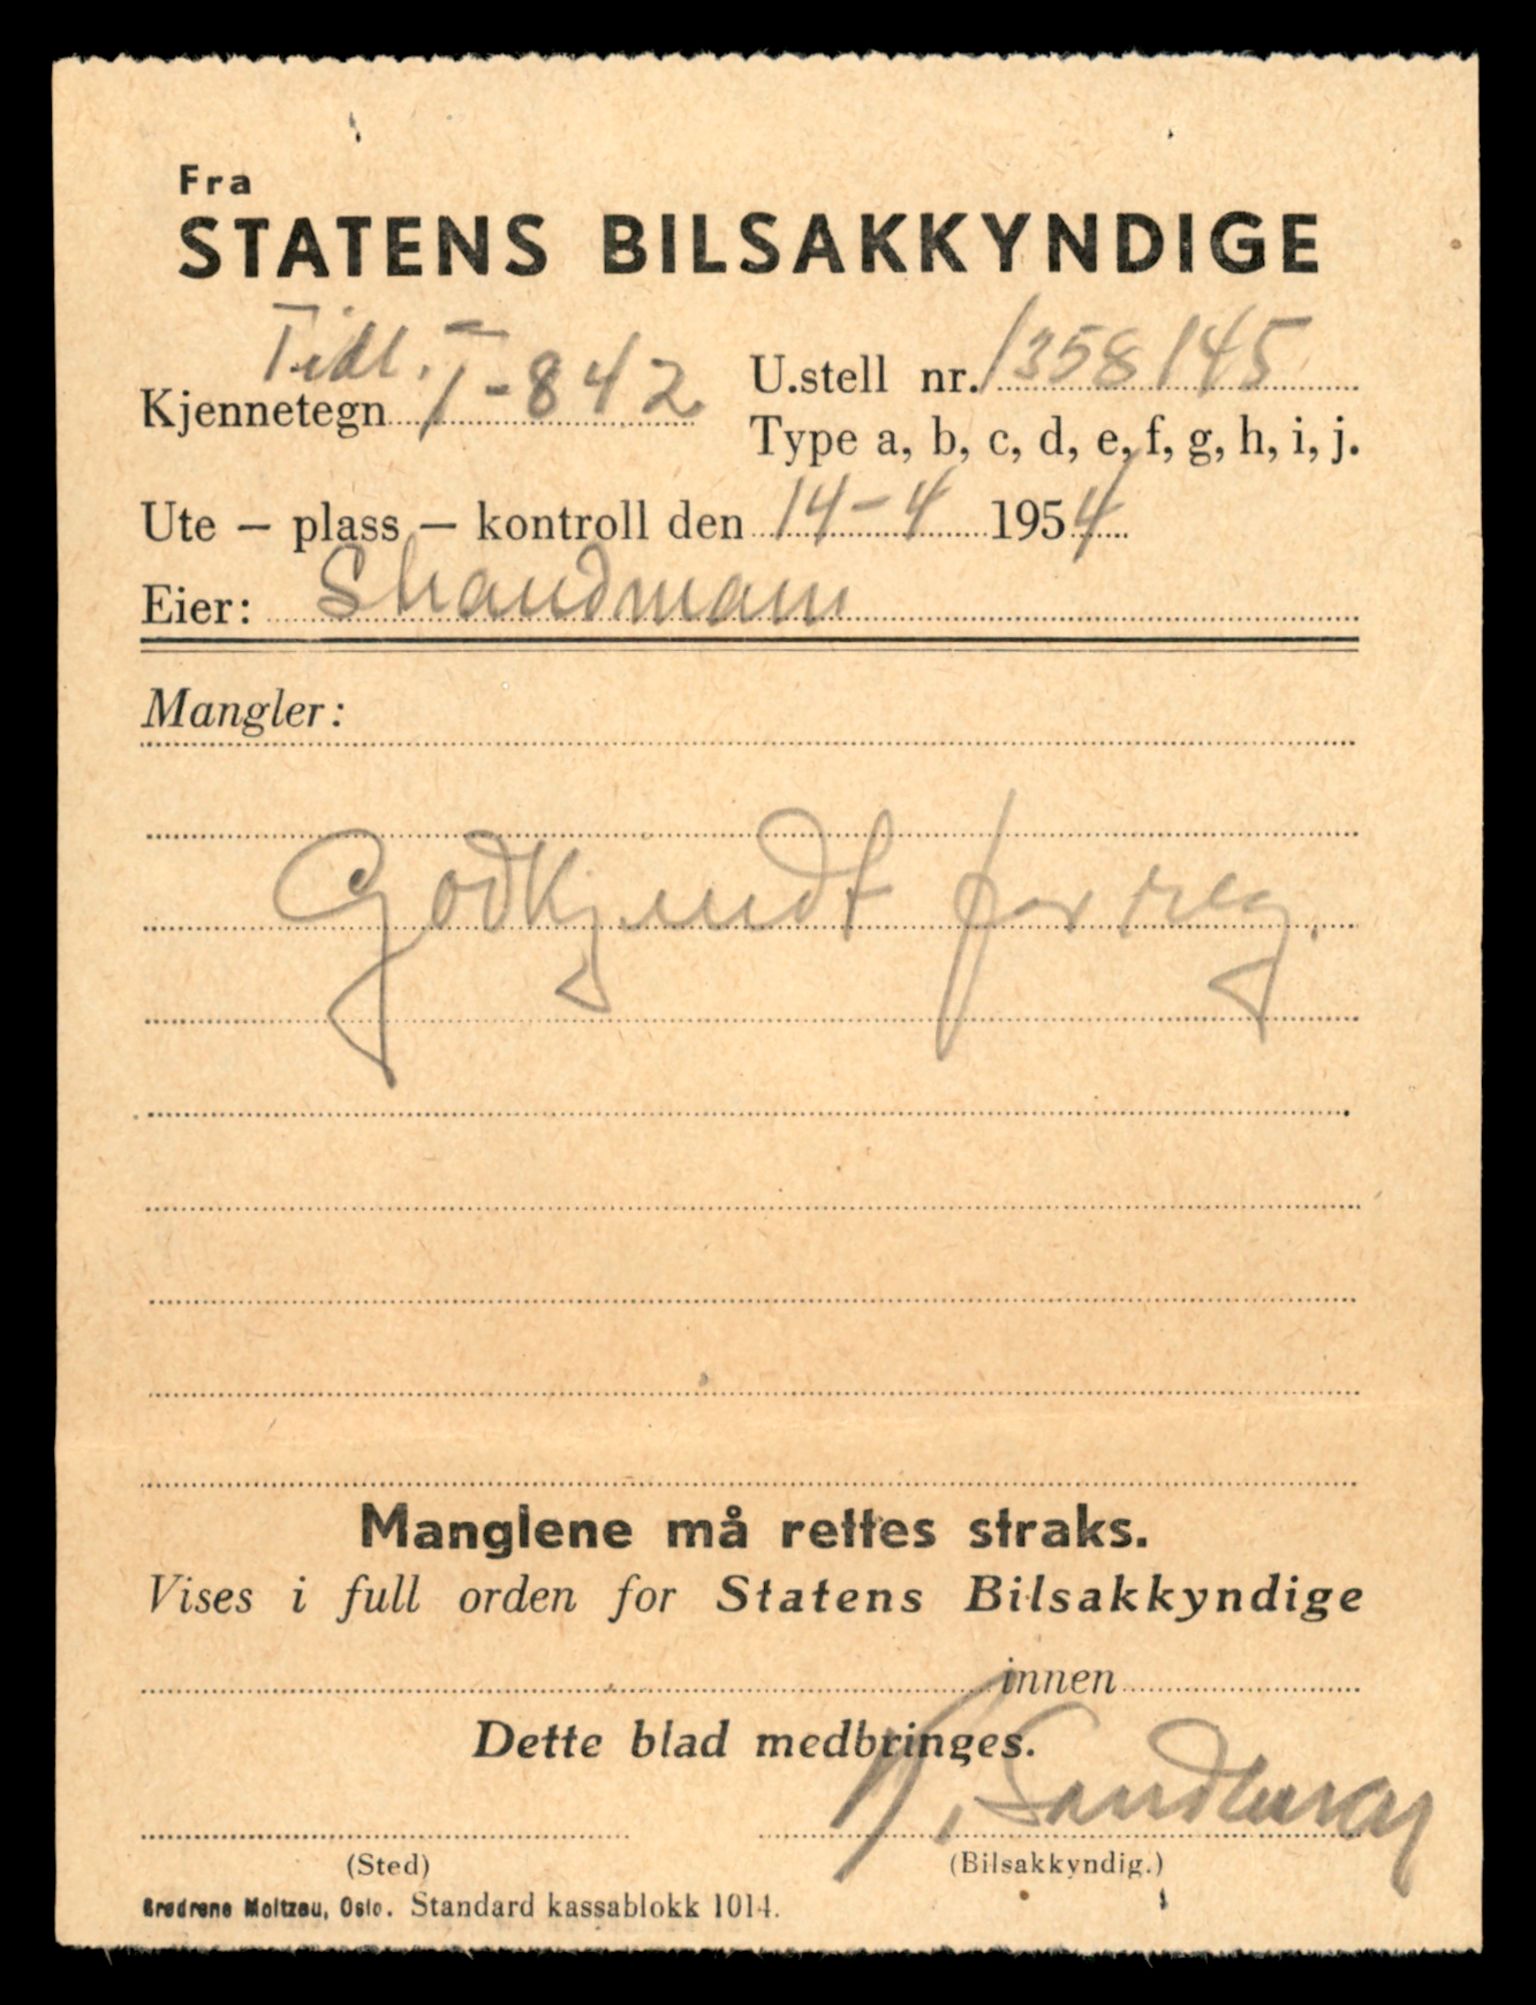 Fra
STATENS BILSAKKYNDIGE
Tidl.
Kjennetegn T-842
U.stell nr. 1358145
Type a, b, c, d, e, f, g, h, i, j.
Ute — plass — kontroll den 14-4 1954
Eier: Strandmann
Mangler:
Godkjendt for reg.
Manglene må rettes straks.
Vises i full orden for Statens Bilsakkyndige
innen
Dette blad medbringes.
K. Sandberg
(Sted)
(Bilsakkyndig.)
Brødrene Moltzau, Oslo. Standard kassablokk 1014.